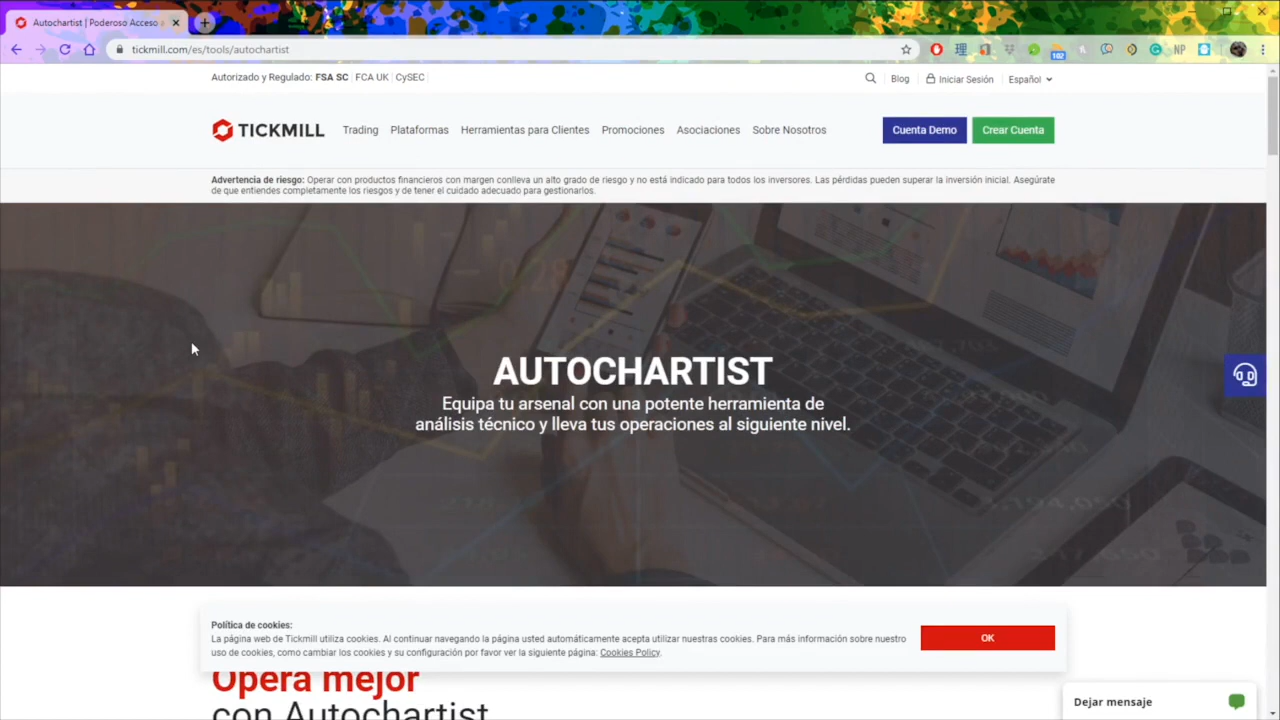 Autochartist | Poderoso Acceso a
tickmill.com/es/tools/autochartist
102
NP
Autorizado y Regulado: FSA SC FCA UK CySEC
Blog
Iniciar Sesión
Español
TICKMILL
Trading
Plataformas
Herramientas para Clientes
Promociones
Asociaciones
Sobre Nosotros
Cuenta Demo
Crear Cuenta
Advertencia de riesgo: Operar con productos financieros con margen conlleva un alto grado de riesgo y no está indicado para todos los inversores. Las pérdidas pueden superar la inversión inicial. Asegúrate
de que entiendes completamente los riesgos y de tener el cuidado adecuado para gestionarlos.
AUTOCHARTIST
Equipa tu arsenal con una potente herramienta de
análisis técnico y lleva tus operaciones al siguiente nivel.
Política de cookies:
La página web de Tickmill utiliza cookies. Al continuar navegando la página usted automáticamente acepta utilizar nuestras cookies. Para más información sobre nuestro
uso de cookies, como cambiar los cookies y su configuración por favor ver la siguiente página: Cookies Policy.
OK
Opera mejor
con Autochartist
Dejar mensaje